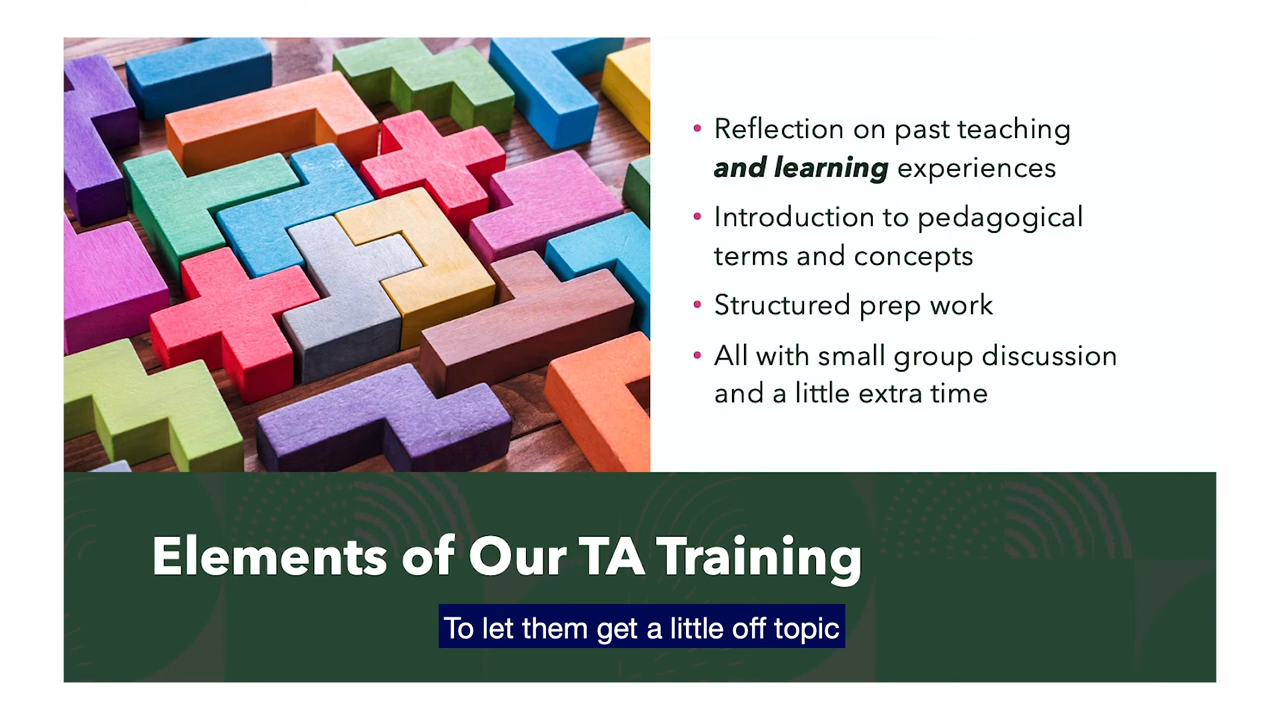 • Reflection on past teaching
and learning experiences
• Introduction to pedagogical
terms and concepts
• Structured prep work
• All with small group discussion
and a little extra time
Elements of Our TA Training
To let them get a little off topic